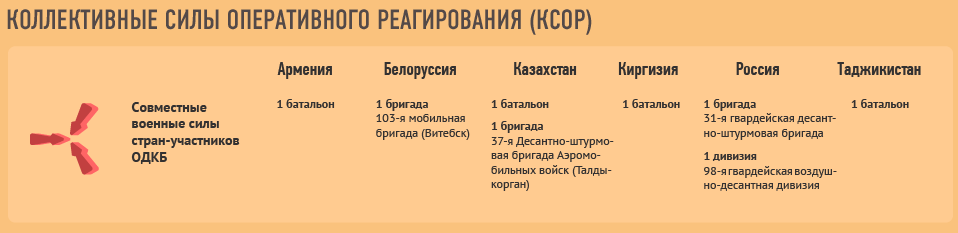 КОЛЛЕКТИВНЫЕ СИЛЫ ОПЕРАТИВНОГО РЕАГИРОВАНИЯ (КСОР)
Армения Белоруссия Казахстан Киргизия Россия Таджикистан
Совместные
военные силы
стран-участников
ОДКБ
1 батальон
1 бригада
103-я мобильная
бригада (Витебск)
1 батальон
1 бригада
37-я Десантно-штурмо-
вая бригада Аэромо-
бильных войск (Талды-
корган)
1 батальон
1 бригада
31-я гвардейская десант-
но-штурмовая бригада
1 дивизия
98-я гвардейская воздуш-
но-десантная дивизия
1 батальон